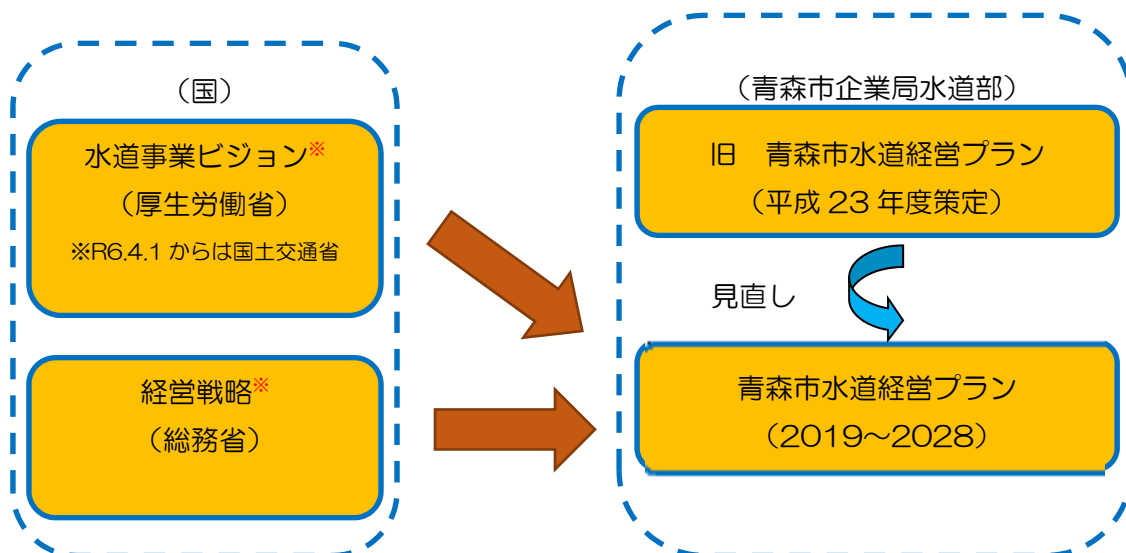 （国）
水道事業ビジョン※
（厚生労働省）
※R6.4.1 からは国土交通省
経営戦略※
（総務省）
（青森市企業局水道部）
旧　青森市水道経営プラン
（平成 23 年度策定）
見直し
青森市水道経営プラン
（2019～2028）